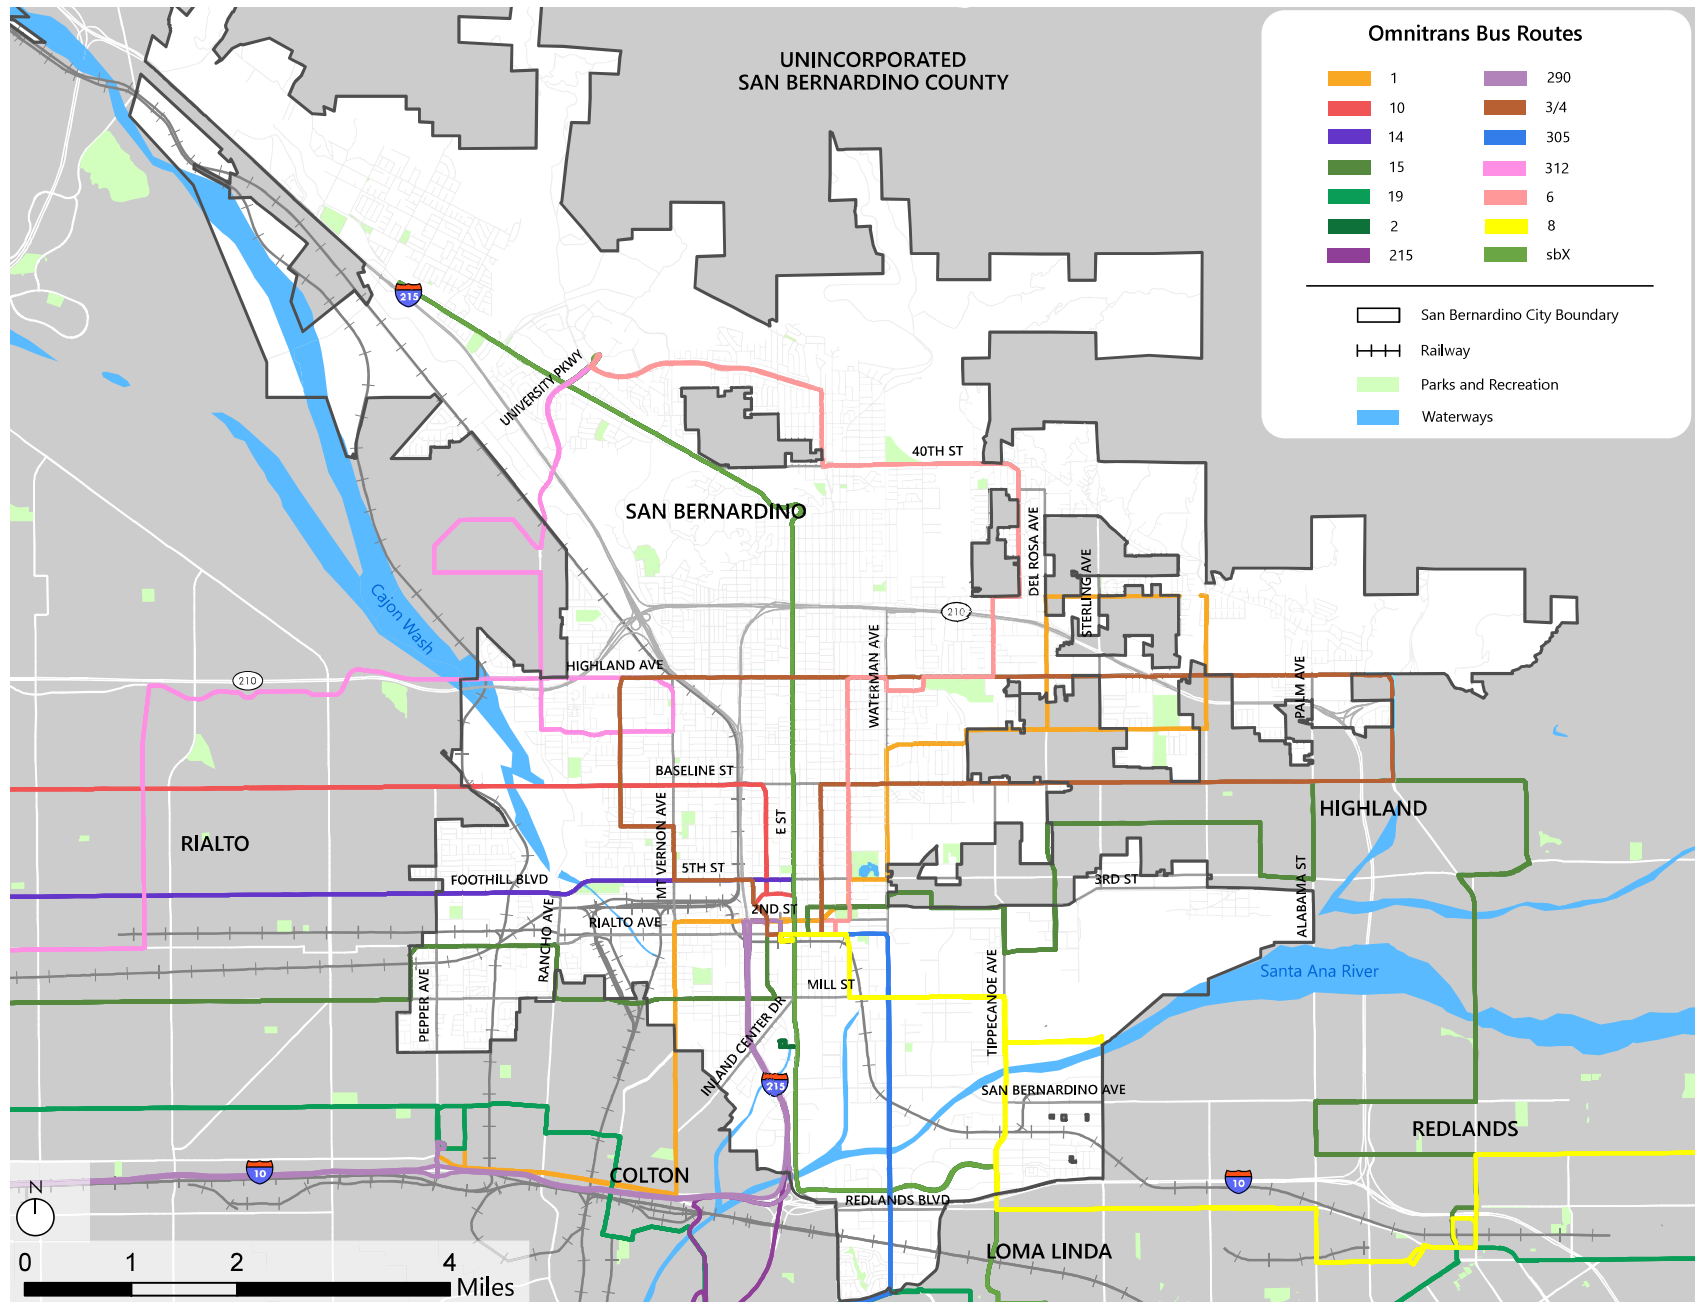 UNINCORPORATED
SAN BERNARDINO COUNTY
Omnitrans Bus Routes
1
10
14
15
19
2
215
290
3/4
305
312
6
8
sbX
San Bernardino City Boundary
Railway
Parks and Recreation
Waterways
215
UNIVERSITY PKWY
40TH ST
SAN BERNARDINO
DEL ROSA AVE
STERLING AVE
Cajon Wash
210
WATERMAN AVE
HIGHLAND AVE
210
PALM AVE
BASELINE ST
MT VERNON AVE
E ST
HIGHLAND
RIALTO
5TH ST
FOOTHILL BLVD
3RD ST
ALABAMA ST
2ND ST
RIALTO AVE
RANCHO AVE
PEPPER AVE
MILL ST
TIPPECANOE AVE
Santa Ana River
INLAND CENTER DR
215
SAN BERNARDINO AVE
REDLANDS
10
COLTON
10
REDLANDS BLVD
LOMA LINDA
N
0
1
2
4
Miles